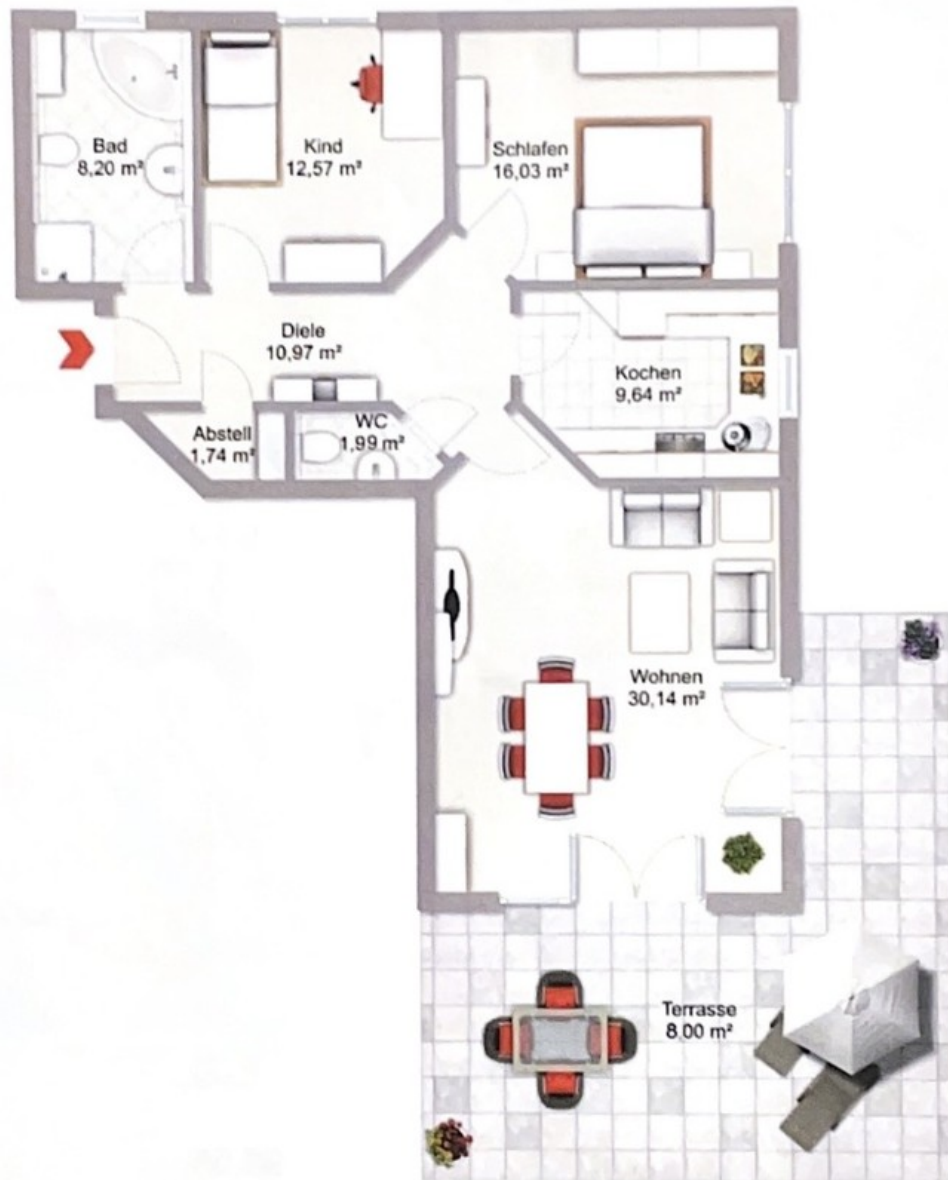 Bad
8,20 m²
Kind
12,57 m²
Schlafen
16,03 m²
Diele
10,97 m²
Kochen
9,64 m²
Abstell
1,74 m²
WC
1,99 m²
Wohnen
30,14 m²
Terrasse
8,00 m²